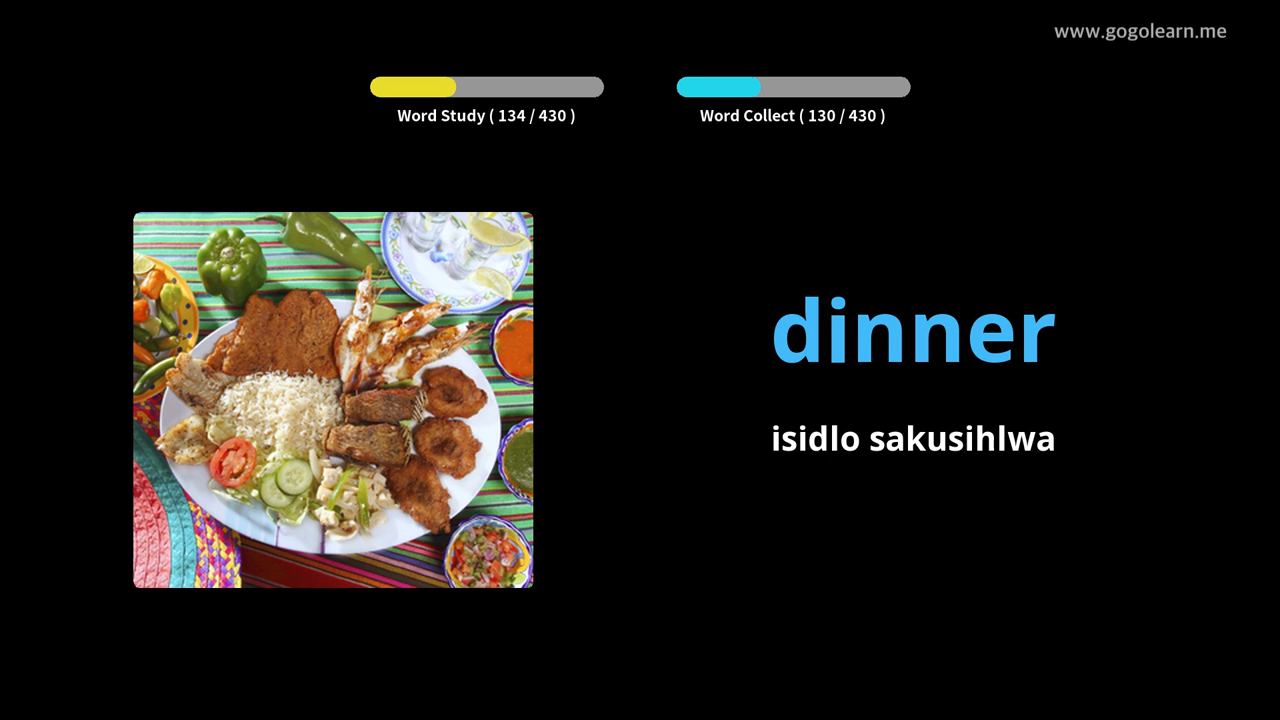 www.gogolearn.me
Word Study ( 134 / 430 )
Word Collect ( 130 / 430 )
dinner
isidlo sakusihlwa